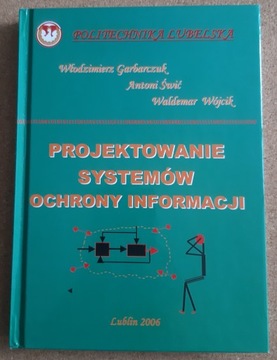 POLITECHNIKA LUBELSKA
Włodzimierz Garbarczuk
Antoni Świć
Waldemar Wójcik
PROJEKTOWANIE
SYSTEMÓW
OCHRONY INFORMACJI
Lublin 2006